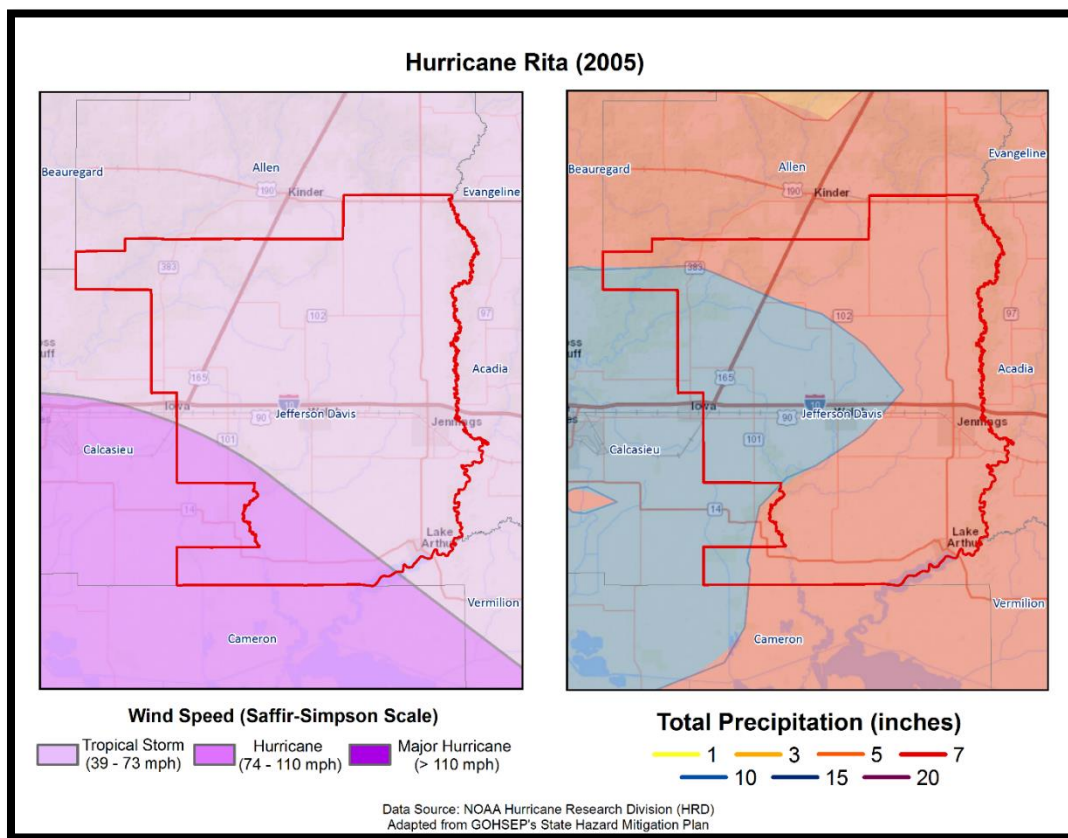 Hurricane Rita (2005)
Beauregard
Allen
190
Kinder
Evangeline
383
102
97
Acadia
165
Iowa
10
90
Jefferson Davis
Jennings
101
Calcasieu
14
Lake
Arthur
Vermilion
Cameron
Beauregard
Allen
190
Kinder
Evangeline
383
102
97
Acadia
165
Iowa
10
90
Jefferson Davis
Jennings
101
Calcasieu
14
Lake
Vermilion
Cameron
Wind Speed (Saffir-Simpson Scale)
Tropical Storm
(39 - 73 mph)
Hurricane
(74 - 110 mph)
Major Hurricane
(> 110 mph)
Total Precipitation (inches)
1 3 5 7
10 15 20
Data Source: NOAA Hurricane Research Division (HRD)
Adapted from GOHSEP's State Hazard Mitigation Plan